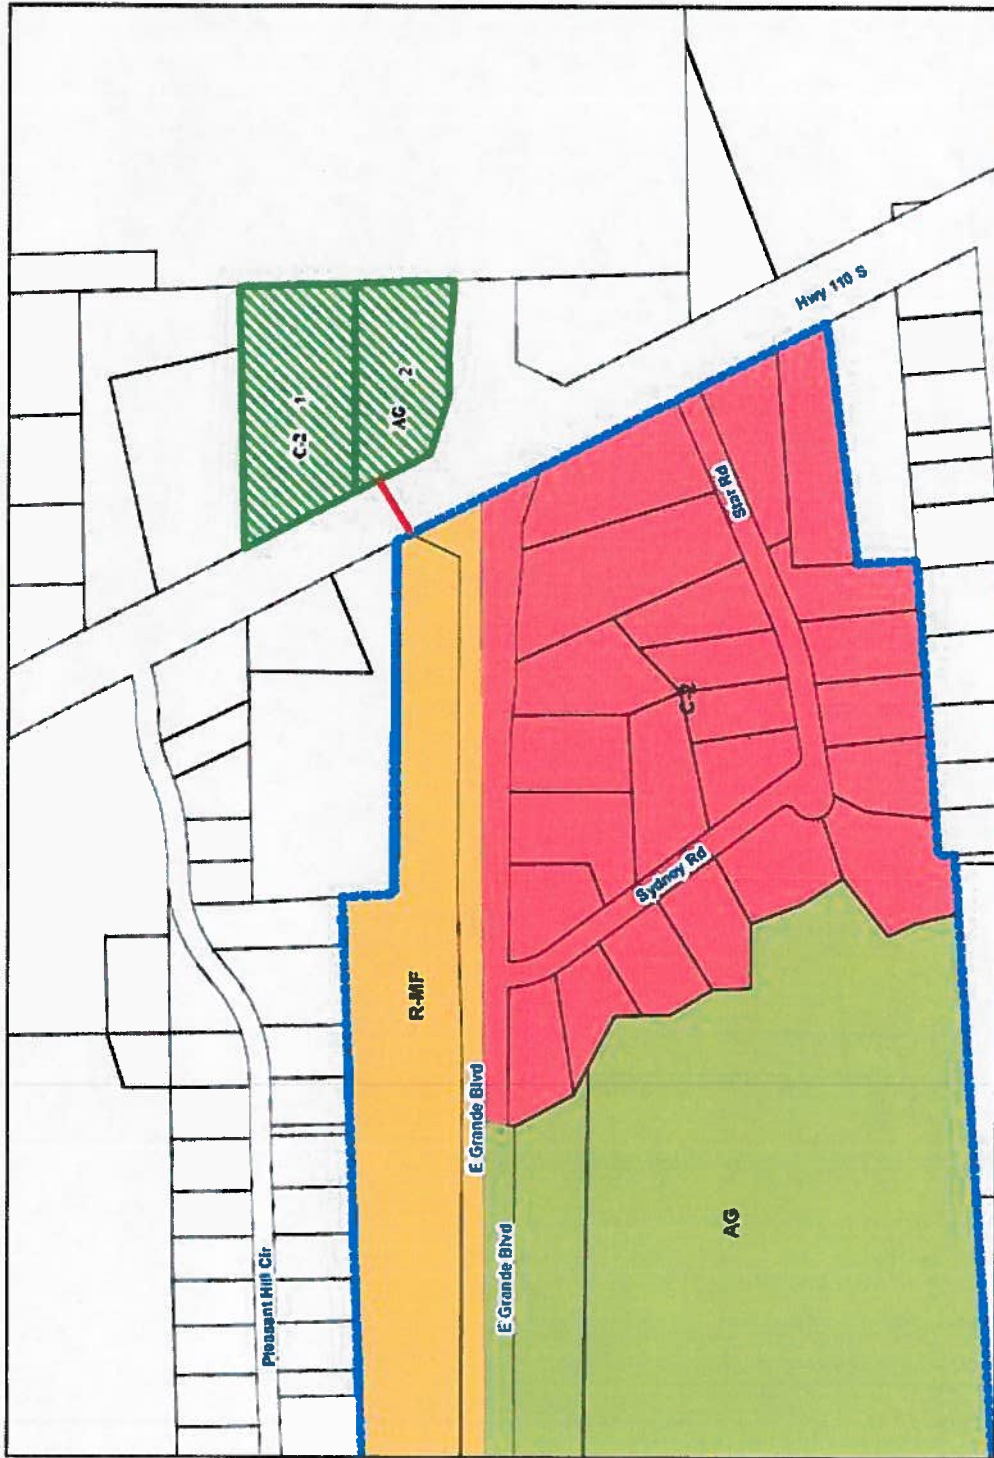 C-2 1
AG 2
Hwy 110 S
Star Rd
C-2
Sydney Rd
R-MF
E Grande Blvd
E Grande Blvd
AG
Pleasant Hill Cir